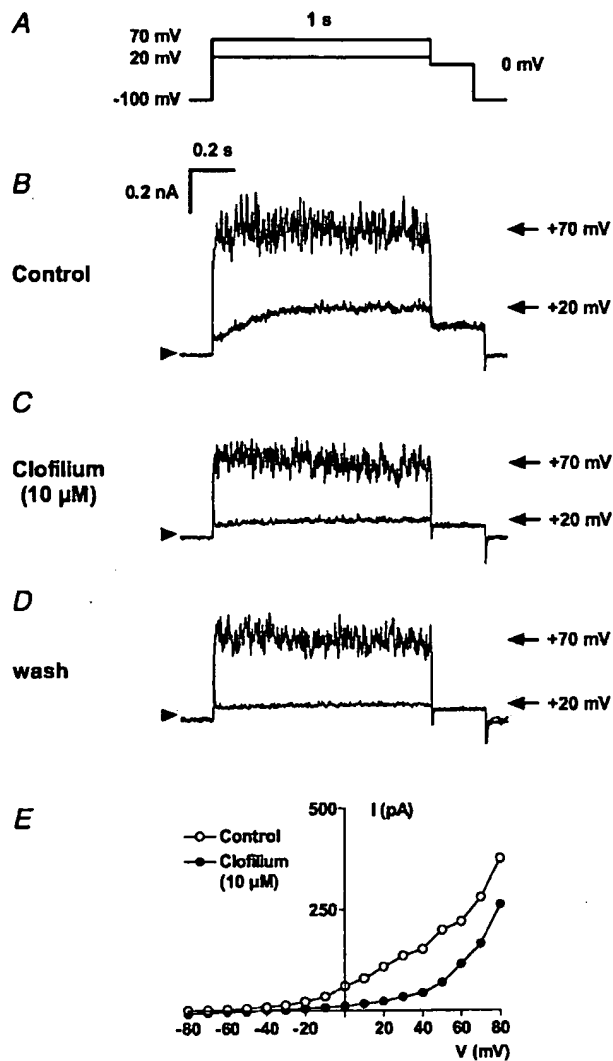 A
1 s
70 mV
20 mV
0 mV
-100 mV
0.2 s
B
0.2 nA
+70 mV
Control
+20 mV
C
Clofilium
(10 µM)
+70 mV
+20 mV
D
wash
+70 mV
+20 mV
E
500
I (pA)
Control
Clofilium
(10 µM)
250
-80 -60 -40 -20 20 40 60 80
V (mV)